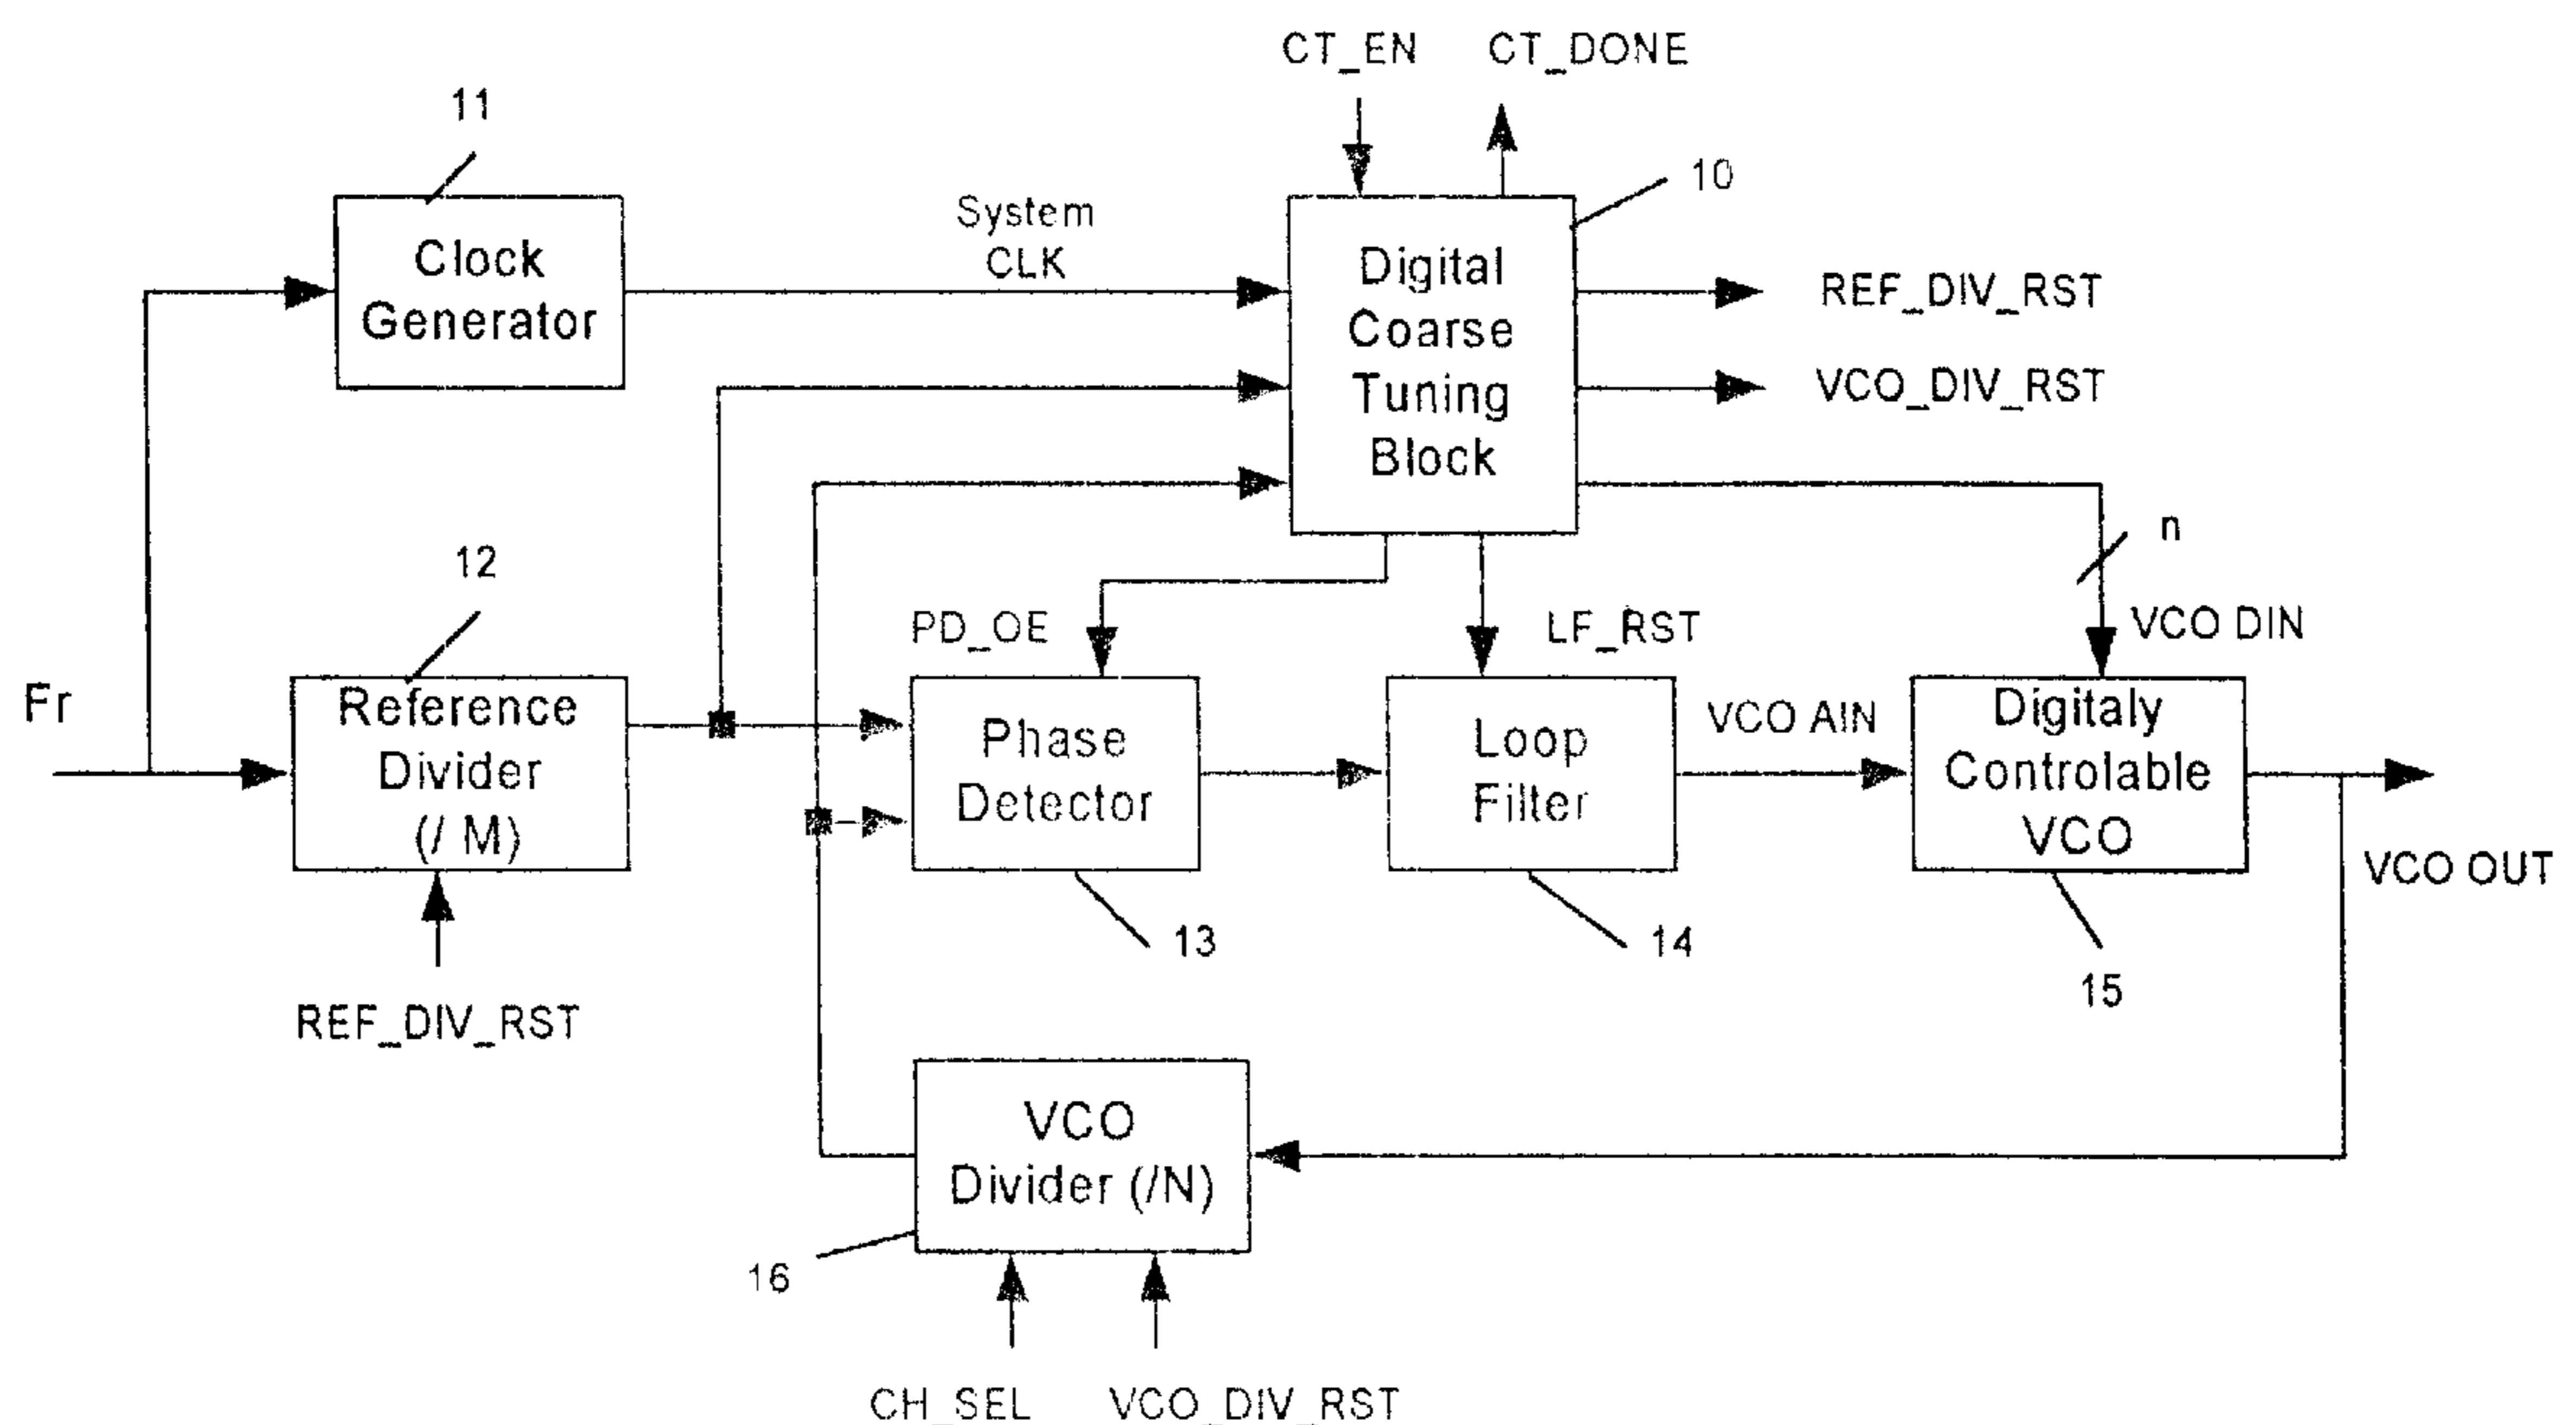 CT_EN CT_DONE
11
10
System
CLK
Clock
Generator
Digital
Coarse
Tuning
Block
REF_DIV_RST
VCO_DIV_RST
n
12
PD_OE
LF_RST
VCO DIN
Fr
Reference
Divider
(/ M)
Phase
Detector
Loop
Filter
VCO AIN
Digitaly
Controlable
VCO
VCO OUT
13
14
15
REF_DIV_RST
VCO
Divider (/N)
16
CH_SEL VCO_DIV_RST